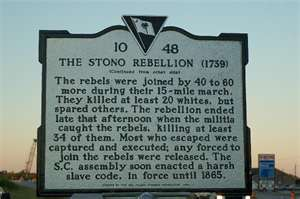 10 48
THE STONO REBELLION (1739)
(Continued from other side)
The rebels were joined by 40 to 60
more during their 15-mile march.
They killed at least 20 whites, but
spared others. The rebellion ended
late that afternoon when the militia
caught the rebels, killing at least
34 of them. Most who escaped were
captured and executed; any forced to
join the rebels were released. The
S.C. assembly soon enacted a harsh
slave code, in force until 1865.